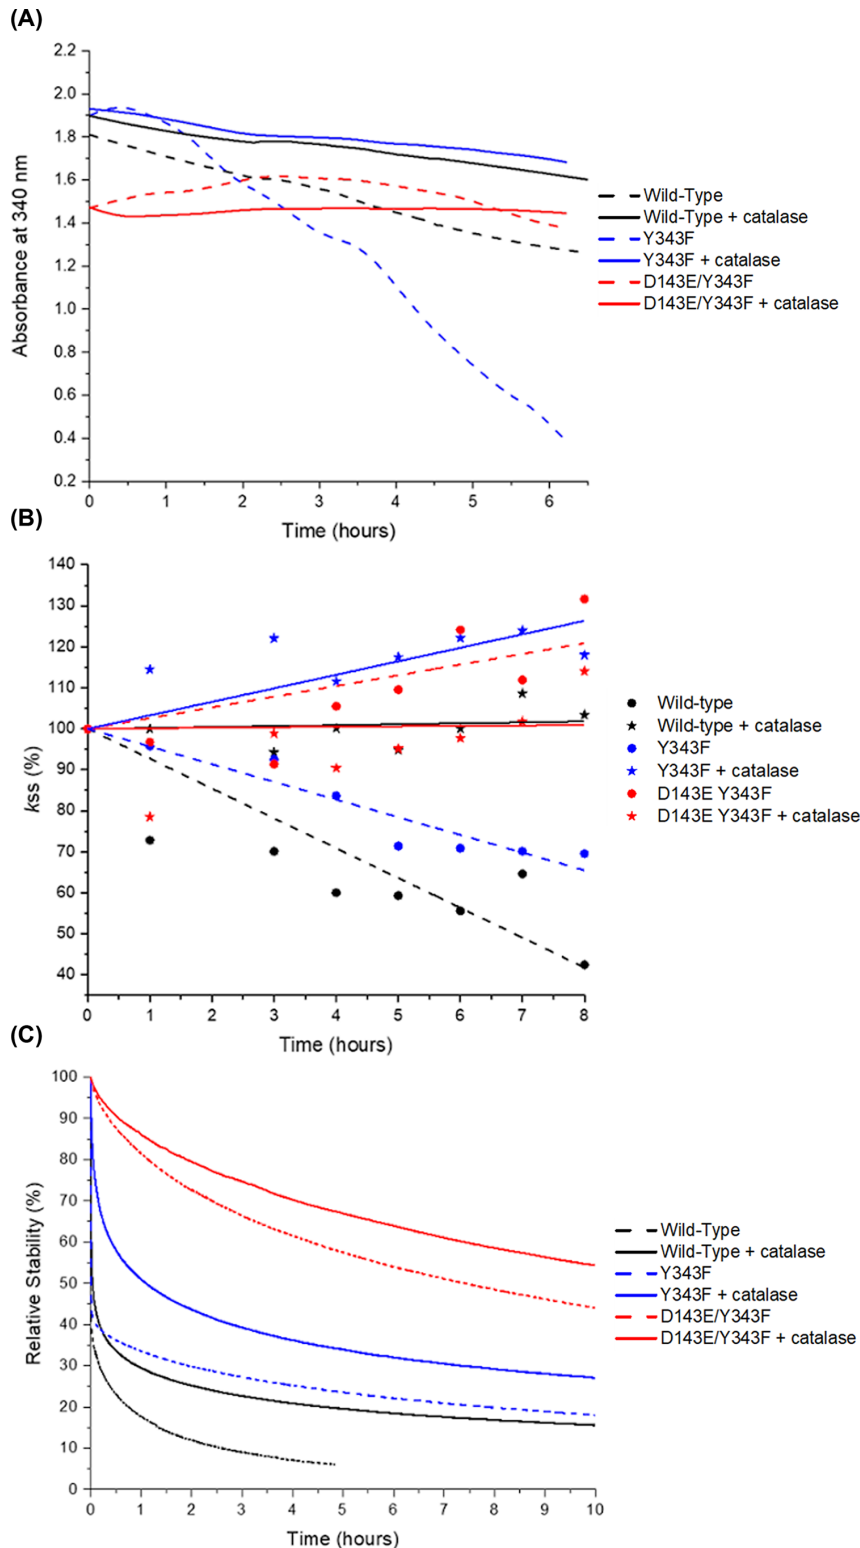 (A)
2.2
2.0
1.8
1.6
1.4
1.2
1.0
0.8
0.6
0.4
0.2
Absorbance at 340 nm
0 1 2 3 4 5 6
Time (hours)
Wild-Type
Wild-Type + catalase
Y343F
Y343F + catalase
D143E/Y343F
D143E/Y343F + catalase
(B)
140
130
120
110
100
90
80
70
60
50
40
kss (%)
0 1 2 3 4 5 6 7 8
Time (hours)
Wild-type
Wild-type + catalase
Y343F
Y343F + catalase
D143E Y343F
D143E Y343F + catalase
(C)
100
90
80
70
60
50
40
30
20
10
0
Relative Stability (%)
0 1 2 3 4 5 6 7 8 9 10
Time (hours)
Wild-Type
Wild-Type + catalase
Y343F
Y343F + catalase
D143E/Y343F
D143E/Y343F + catalase